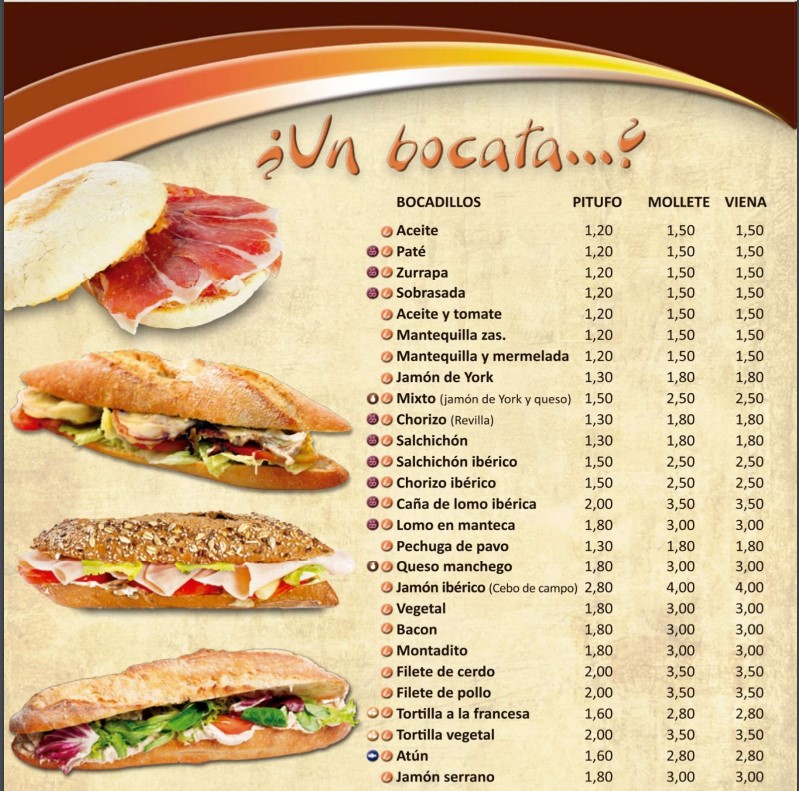 ¿Un bocata...?
BOCADILLOS PITUFO MOLLETE VIENA
Aceite 1,20 1,50 1,50
Paté 1,20 1,50 1,50
Zurrapa 1,20 1,50 1,50
Sobrasada 1,20 1,50 1,50
Aceite y tomate 1,20 1,50 1,50
Mantequilla zas. 1,20 1,50 1,50
Mantequilla y mermelada 1,20 1,50 1,50
Jamón de York 1,30 1,80 1,80
Mixto (jamón de York y queso) 1,50 2,50 2,50
Chorizo (Revilla) 1,30 1,80 1,80
Salchichón 1,30 1,80 1,80
Salchichón ibérico 1,50 2,50 2,50
Chorizo ibérico 1,50 2,50 2,50
Caña de lomo ibérica 2,00 3,50 3,50
Lomo en manteca 1,80 3,00 3,00
Pechuga de pavo 1,30 1,80 1,80
Queso manchego 1,80 3,00 3,00
Jamón ibérico (Cebo de campo) 2,80 4,00 4,00
Vegetal 1,80 3,00 3,00
Bacon 1,80 3,00 3,00
Montadito 1,80 3,00 3,00
Filete de cerdo 2,00 3,50 3,50
Filete de pollo 2,00 3,50 3,50
Tortilla a la francesa 1,60 2,80 2,80
Tortilla vegetal 2,00 3,50 3,50
Atún 1,60 2,80 2,80
Jamón serrano 1,80 3,00 3,00